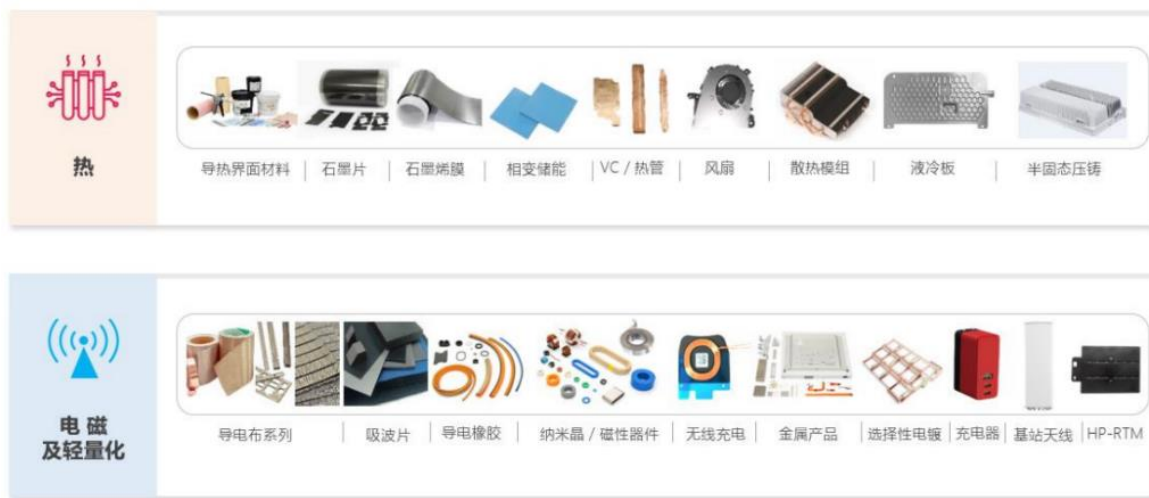 热
导热界面材料 | 石墨片 | 石墨烯膜 | 相变储能 | VC / 热管 | 风扇 | 散热模组 | 液冷板 | 半固态压铸
电磁
及轻量化
导电布系列 | 吸波片 | 导电橡胶 | 纳米晶 / 磁性器件 | 无线充电 | 金属产品 | 选择性电镀 | 充电器 | 基站天线 | HP-RTM